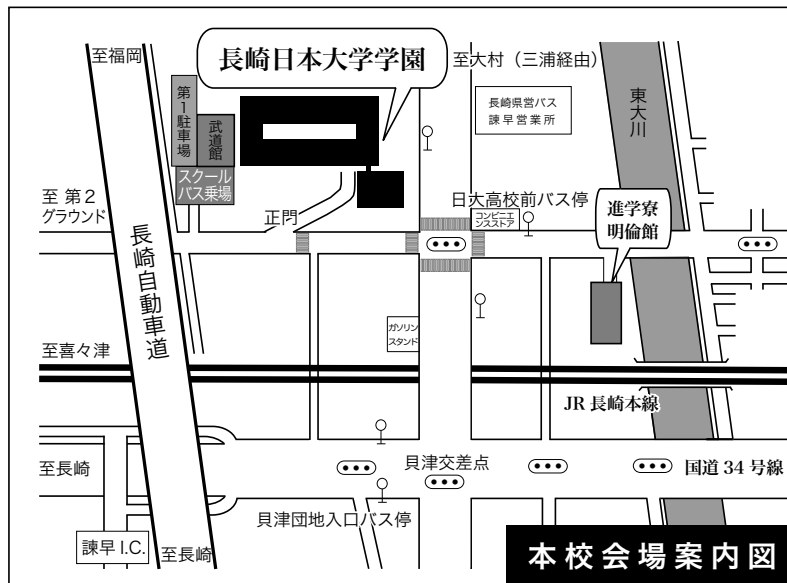 至福岡
長崎日本大学学園
至大村（三浦経由）
第1駐車場
武道館
長崎県営バス
諫早営業所
東大川
スクール
バス乗場
至 第2
グラウンド
正門
日大高校前バス停
コンビニエ
ンスストア
進学寮
明倫館
長崎自動車道
ガソリン
スタンド
至喜々津
JR 長崎本線
至長崎
貝津交差点
国道 34 号線
貝津団地入口バス停
諫早 I.C.
至長崎
本校会場案内図